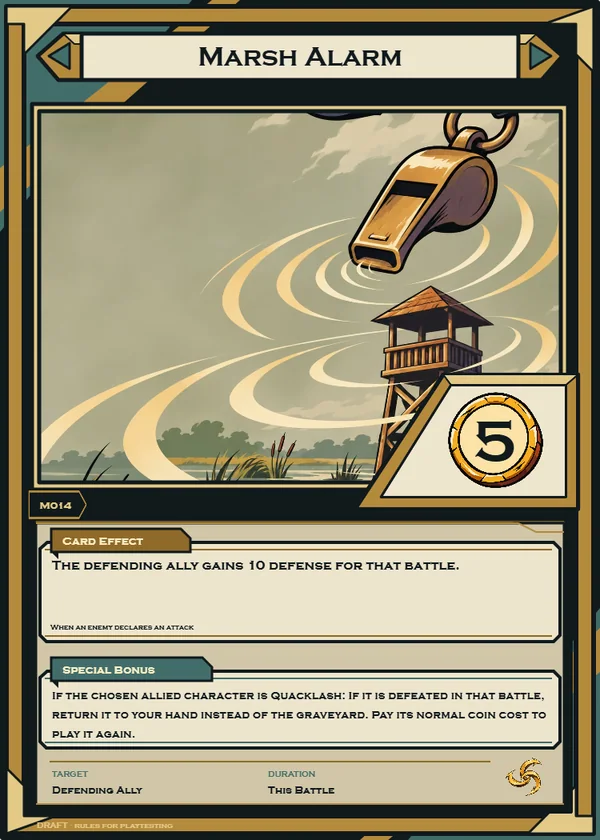 Marsh Alarm
5
M014
Card Effect
The defending ally gains 10 defense for that battle.
When an enemy declares an attack
Special Bonus
If the chosen allied character is Quacklash: If it is defeated in that battle,
return it to your hand instead of the graveyard. Pay its normal coin cost to
play it again.
Target
Duration
Defending Ally
This Battle
DRAFT · Rules for playtesting